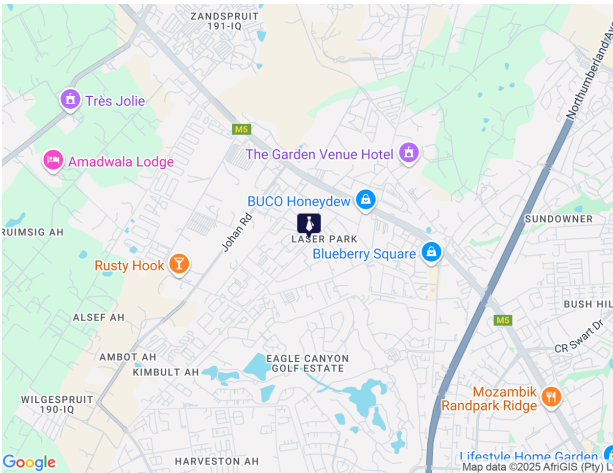 ZANDSPRUIT
191-IQ
Northumberland Ave
Très Jolie
M5
Amadwala Lodge
The Garden Venue Hotel
BUCO Honeydew
Johan Rd
SUNDOWNER
RUIMSIG AH
LASER PARK
Blueberry Square
Rusty Hook
BUSH HIL
ALSEF AH
M5
CR Swart Dr
AMBOT AH
EAGLE CANYON
GOLF ESTATE
KIMBULT AH
Mozambik
Randpark Ridge
WILGESPRUIT
190-IQ
Lifestyle Home Garden
HARVESTON AH
Google
Map data ©2025 AfriGIS (Pty)